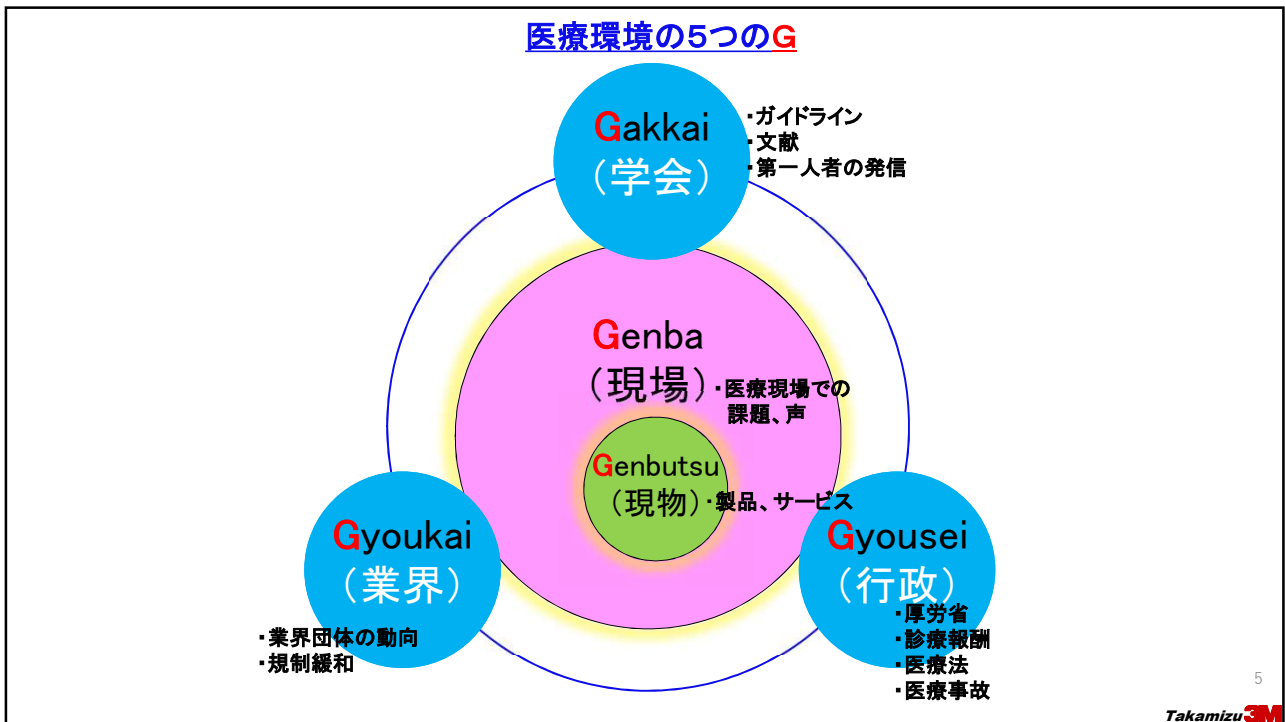 医療環境の5つのG
Gakkai
（学会）
・ガイドライン
・文献
・第一人者の発信
Genba
（現場）
・医療現場での
課題、声
Genbutsu
（現物）
・製品、サービス
Gyoukai
（業界）
・業界団体の動向
・規制緩和
Gyousei
（行政）
・厚労省
・診療報酬
・医療法
・医療事故
5
Takamizu 3M